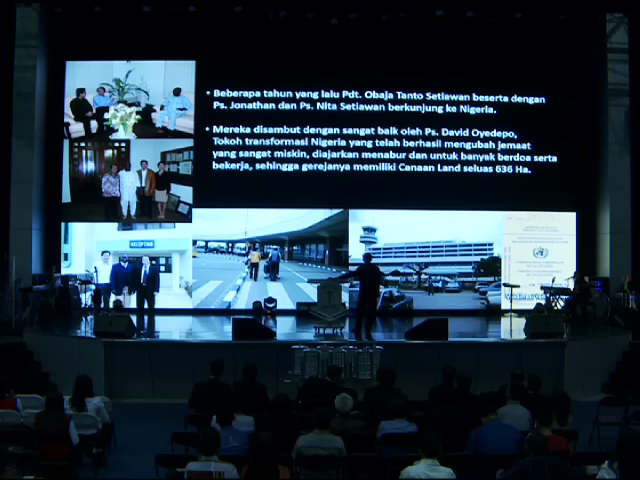 • Beberapa tahun yang lalu Pdt. Obaja Tanto Setiawan beserta dengan
Ps. Jonathan dan Ps. Nita Setiawan berkunjung ke Nigeria.
• Mereka disambut dengan sangat baik oleh Ps. David Oyedepo,
Tokoh transformasi Nigeria yang telah berhasil mengubah jemaat
yang sangat miskin, diajarkan menabur dan untuk banyak berdoa serta
bekerja, sehingga gerejanya memiliki Canaan Land seluas 636 Ha.
RECEPTION